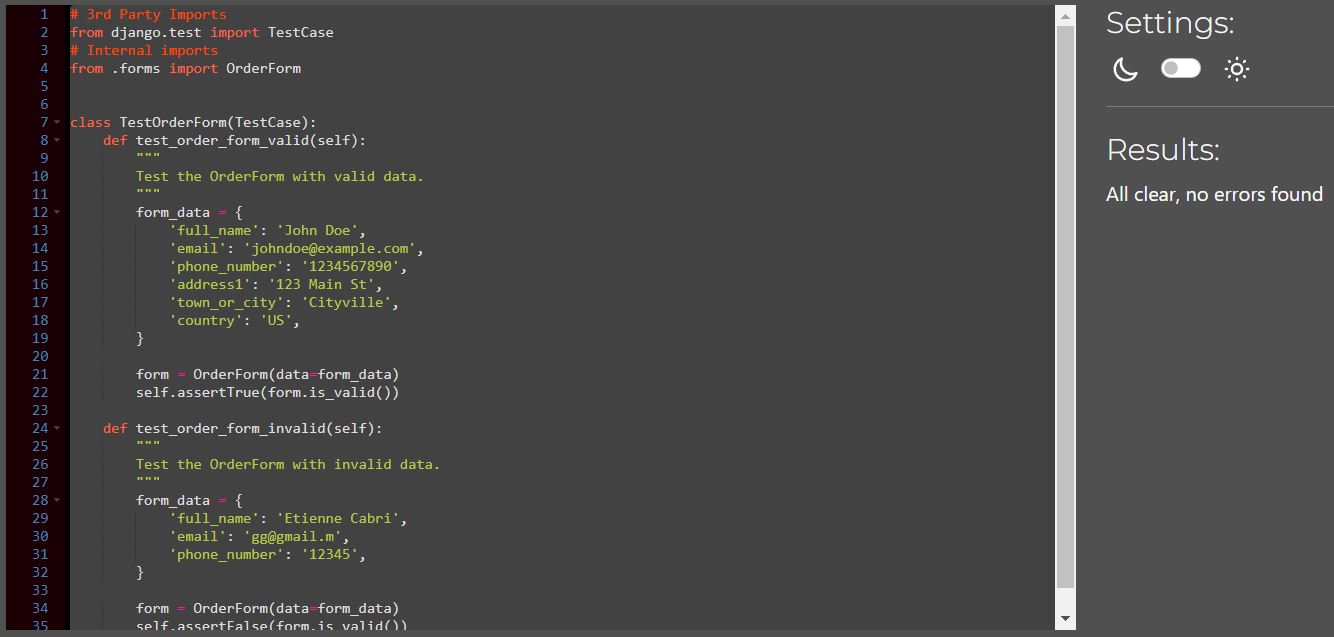 1 # 3rd Party Imports
2 from django.test import TestCase
3 # Internal imports
4 from .forms import OrderForm
5
6
7 class TestOrderForm(TestCase):
8     def test_order_form_valid(self):
9         """
10         Test the OrderForm with valid data.
11         """
12         form_data = {
13             'full_name': 'John Doe',
14             'email': 'johndoe@example.com',
15             'phone_number': '1234567890',
16             'address1': '123 Main St',
17             'town_or_city': 'Cityville',
18             'country': 'US',
19         }
20
21         form = OrderForm(data=form_data)
22         self.assertTrue(form.is_valid())
23
24     def test_order_form_invalid(self):
25         """
26         Test the OrderForm with invalid data.
27         """
28         form_data = {
29             'full_name': 'Etienne Cabri',
30             'email': 'gg@gmail.m',
31             'phone_number': '12345',
32         }
33
34         form = OrderForm(data=form_data)
35         self.assertFalse(form.is_valid())
Settings:
Results:
All clear, no errors found